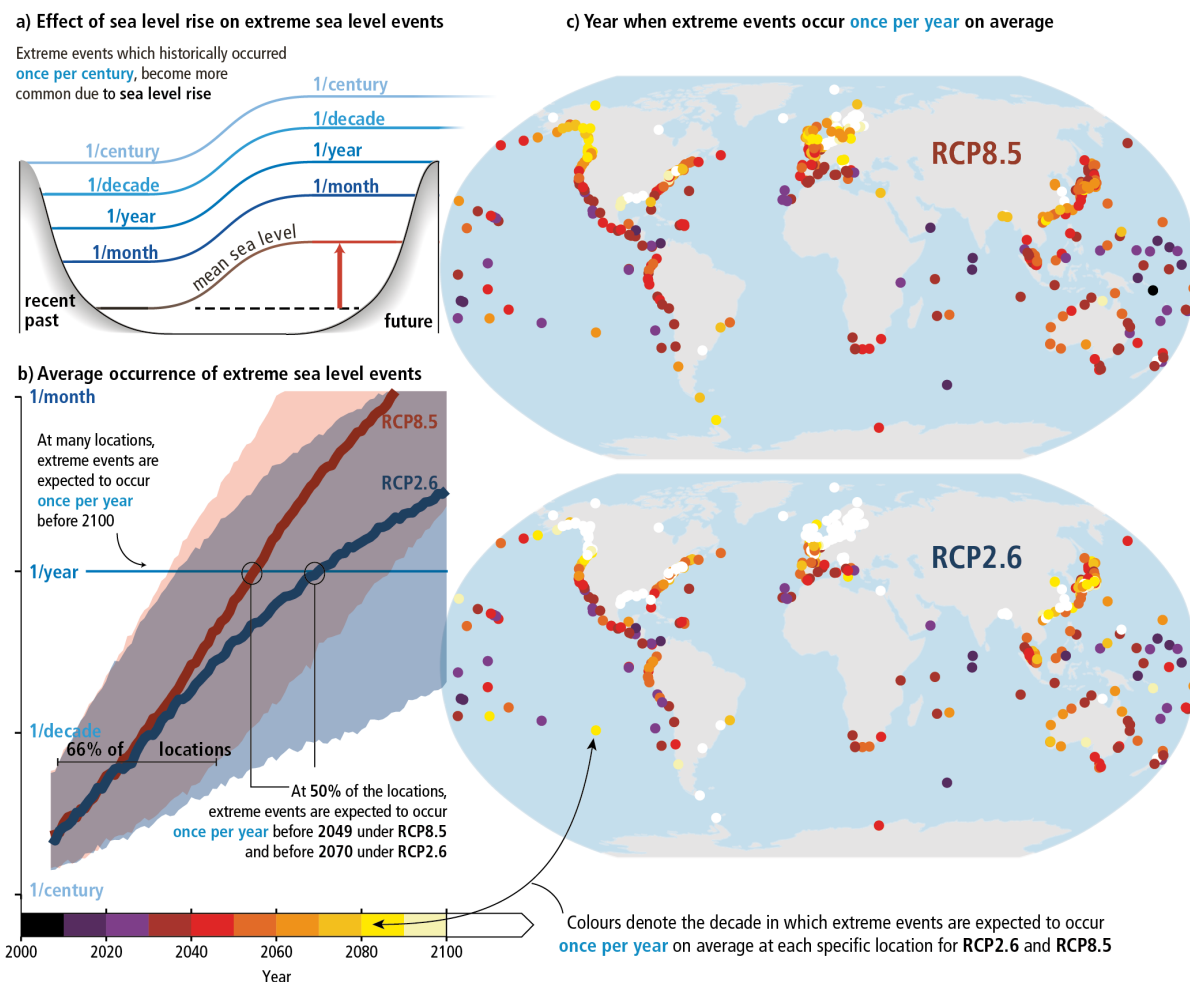 a) Effect of sea level rise on extreme sea level events
Extreme events which historically occurred
once per century, become more
common due to sea level rise
1/century
1/decade
1/year
1/month
1/century
1/decade
1/year
1/month
mean sea level
recent
past
future
b) Average occurrence of extreme sea level events
1/month
At many locations,
extreme events are
expected to occur
once per year
before 2100
RCP8.5
RCP2.6
1/year
1/decade
66% of locations
At 50% of the locations,
extreme events are expected to occur
once per year before 2049 under RCP8.5
and before 2070 under RCP2.6
1/century
2000 2020 2040 2060 2080 2100
Year
c) Year when extreme events occur once per year on average
RCP8.5
RCP2.6
Colours denote the decade in which extreme events are expected to occur
once per year on average at each specific location for RCP2.6 and RCP8.5